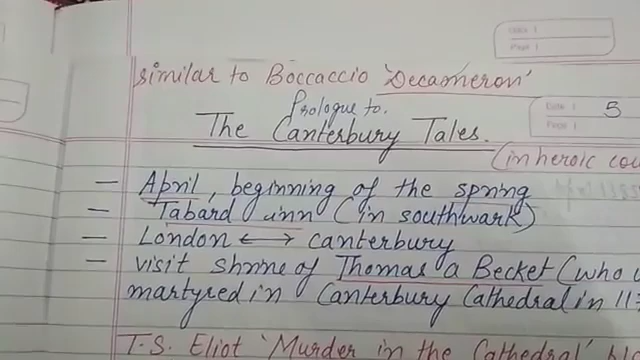 Date
Page
similar to Boccaccio 'Decameron'
Date 5
Page
Prologue to.
The Canterbury Tales.
(in heroic
— April, beginning of the spring
— Tabard inn (in southwark)
— London ⟷ canterbury
— visit shrine of Thomas a Becket (who
martyred in Canterbury Cathedral in
T.S. Eliot 'Murder in the Cathedral'